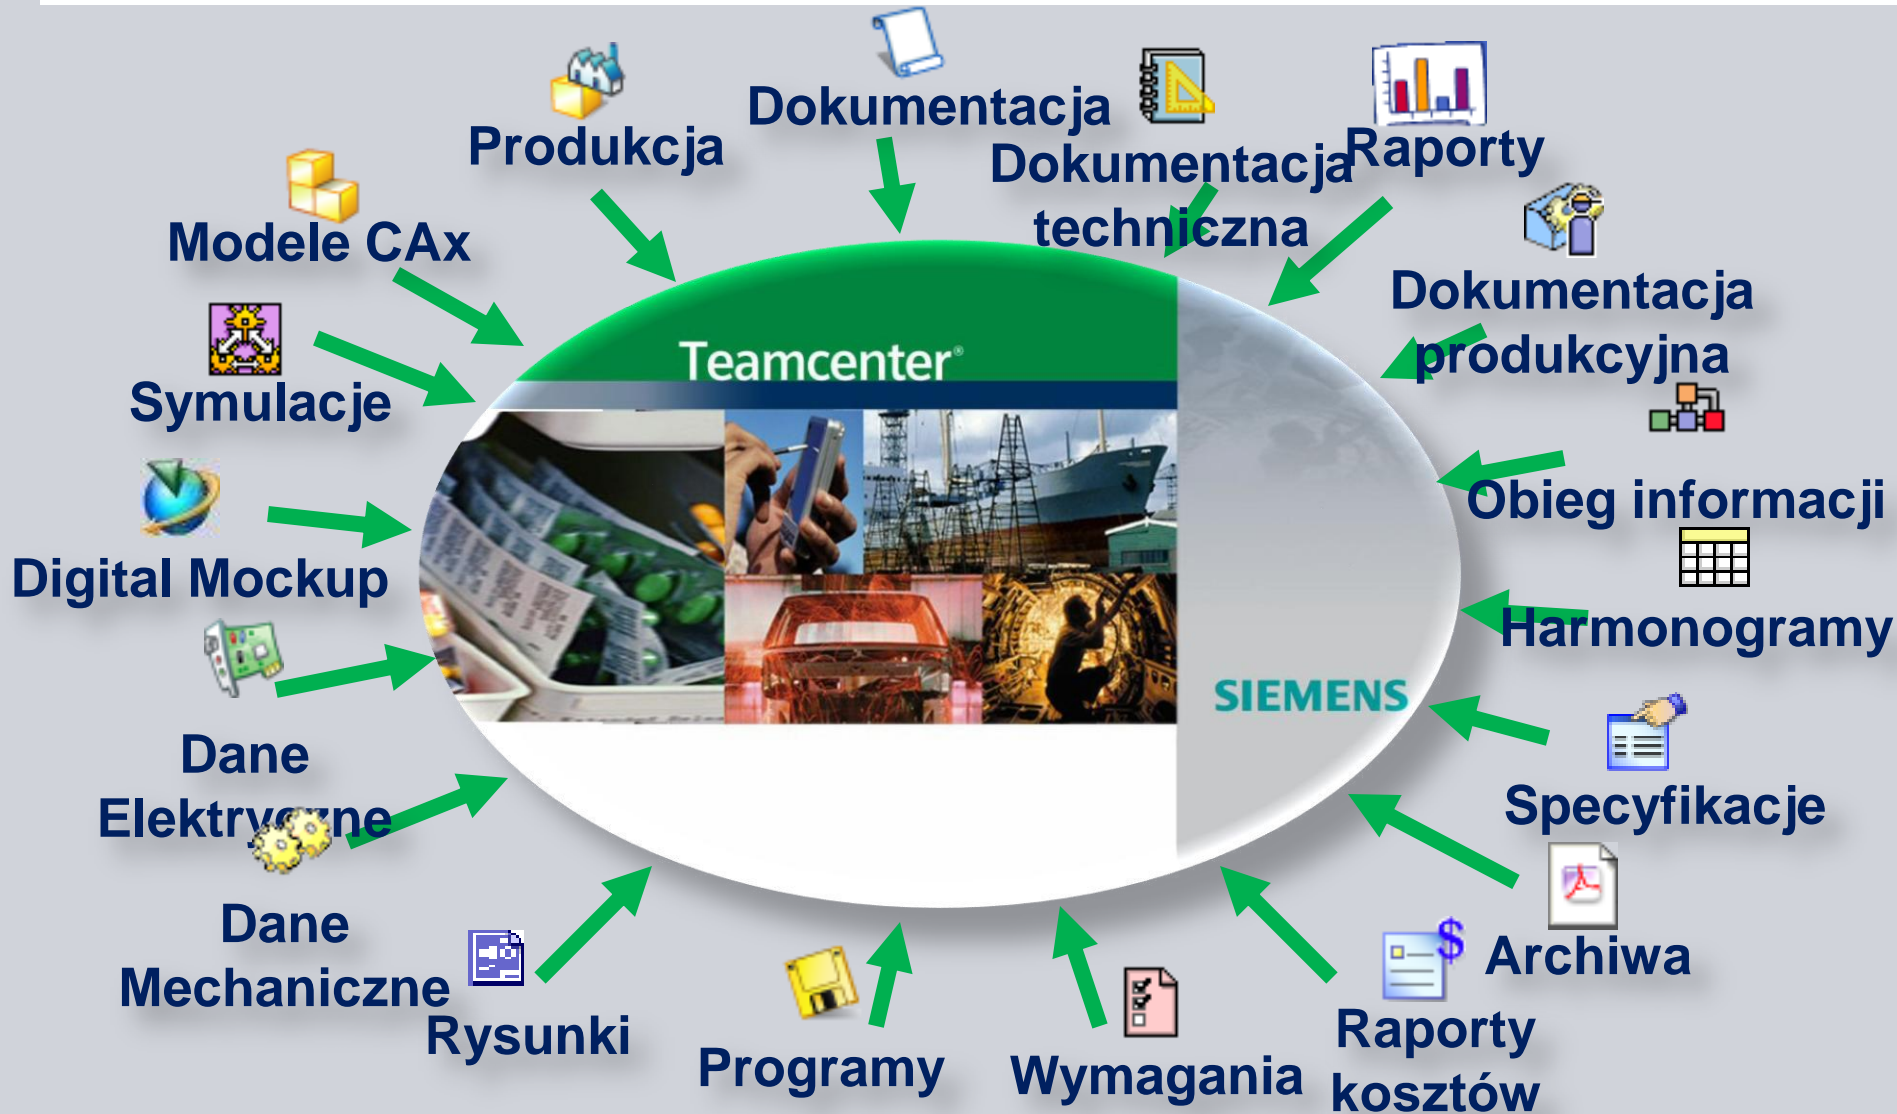 Dokumentacja
Produkcja
Dokumentacja
techniczna
Raporty
Modele CAx
Dokumentacja
produkcyjna
Symulacje
Teamcenter®
Obieg informacji
Digital Mockup
Harmonogramy
SIEMENS
Dane
Elektryczne
Specyfikacje
Dane
Mechaniczne
Archiwa
Rysunki
Programy
Wymagania
Raporty
kosztów
$